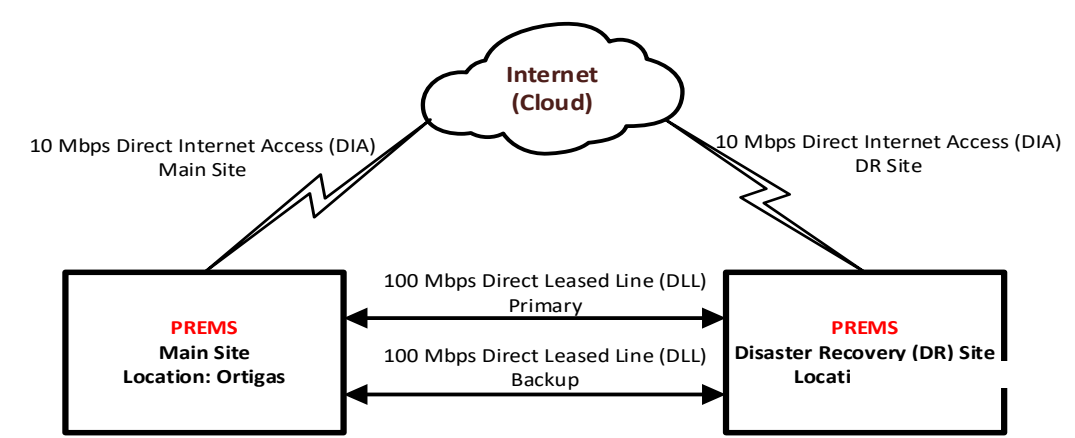 Internet
(Cloud)
10 Mbps Direct Internet Access (DIA)
Main Site
10 Mbps Direct Internet Access (DIA)
DR Site
100 Mbps Direct Leased Line (DLL)
Primary
PREMS
Main Site
Location: Ortigas
100 Mbps Direct Leased Line (DLL)
Backup
PREMS
Disaster Recovery (DR) Site
Locati